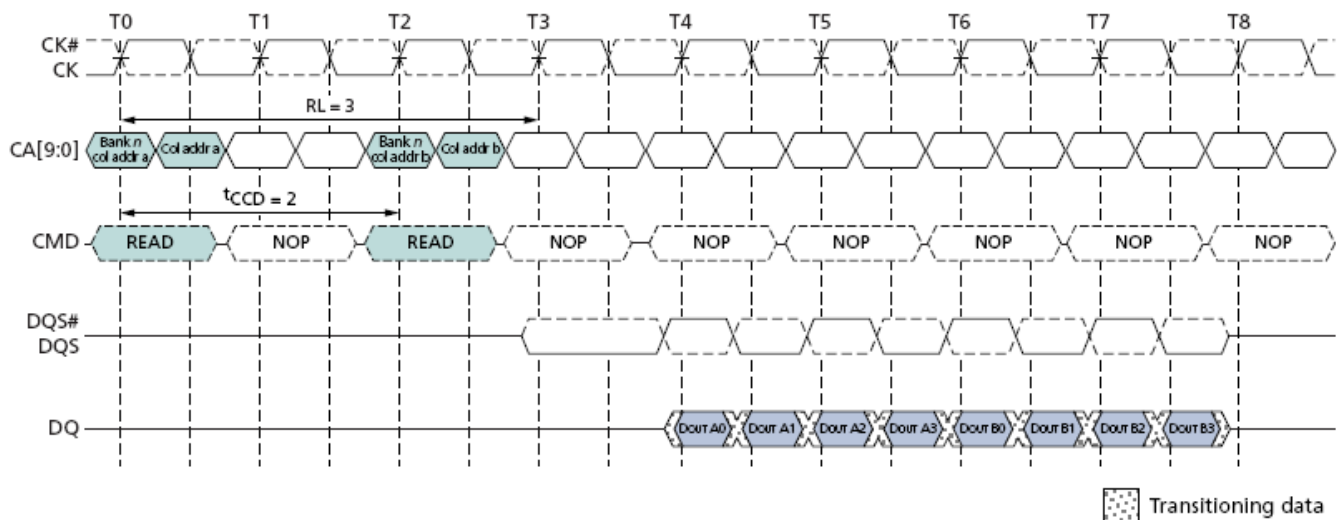 T0 T1 T2 T3 T4 T5 T6 T7 T8
CK#
CK
RL = 3
CA[9:0] Bank n col addr a Col addr a Bank n col addr b Col addr b
tCCD = 2
CMD READ NOP READ NOP NOP NOP NOP NOP NOP
DQS#
DQS
DQ DOUT A0 DOUT A1 DOUT A2 DOUT A3 DOUT B0 DOUT B1 DOUT B2 DOUT B3
Transitioning data